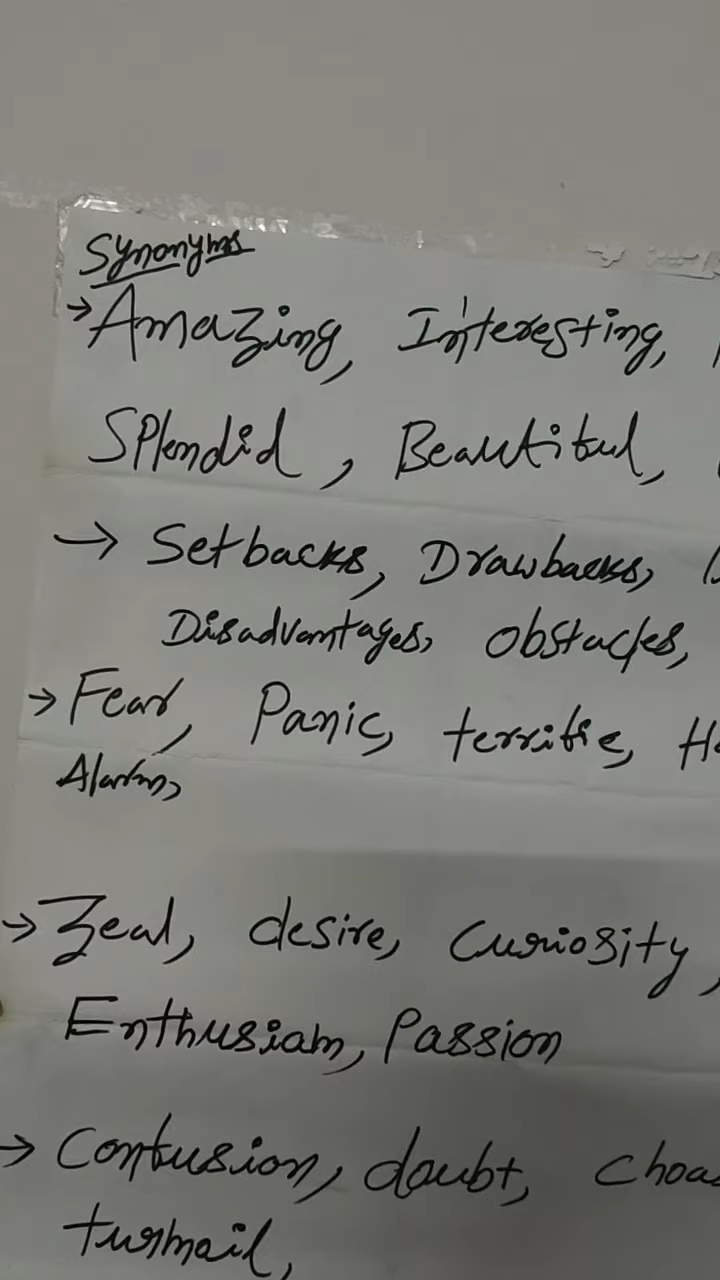 Synonyms
→ Amazing, Interesting,
Splendid, Beautiful,
→ Setbacks, Drawbacks,
Disadvantages, Obstacles,
→ Fear, Panic, terrific,
Alarm,
→ Zeal, desire, Curiosity,
Enthusiam, Passion
→ Confusion, doubt, Choa
turmail,